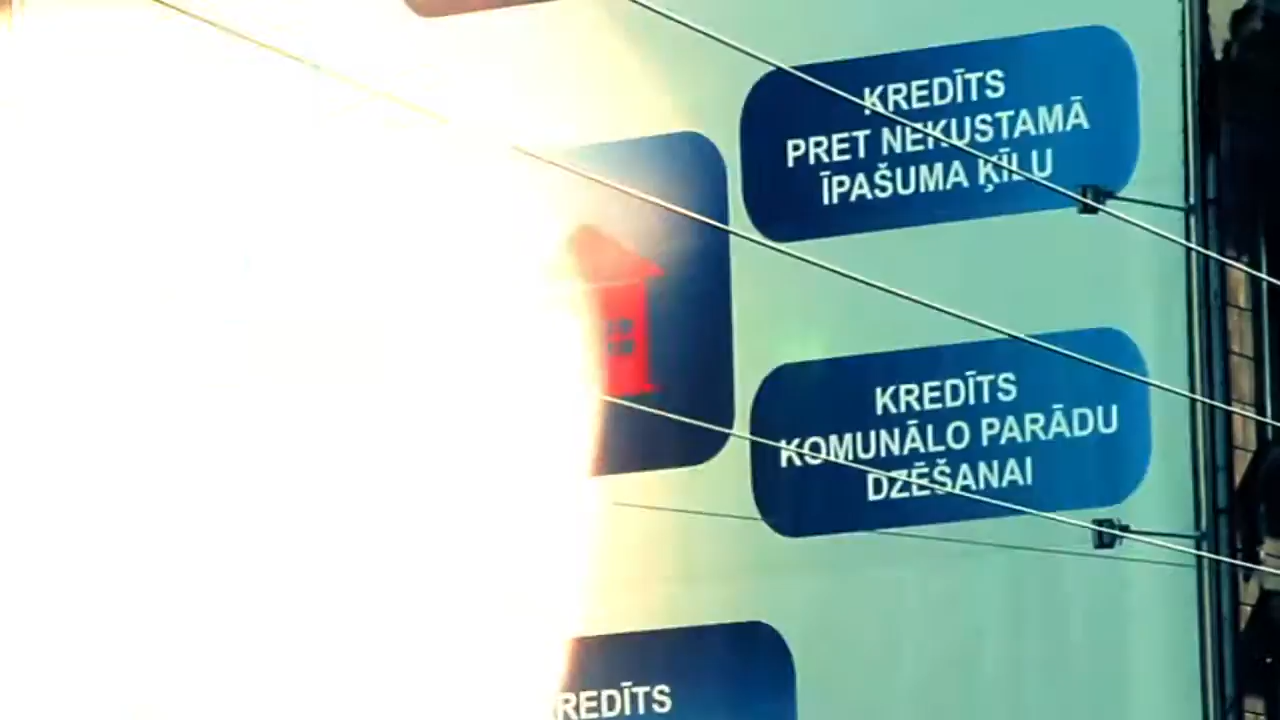 KREDĪTS
PRET NEKUSTAMĀ
ĪPAŠUMA ĶĪLU
KREDĪTS
KOMUNĀLO PARĀDU
DZĒŠANAI